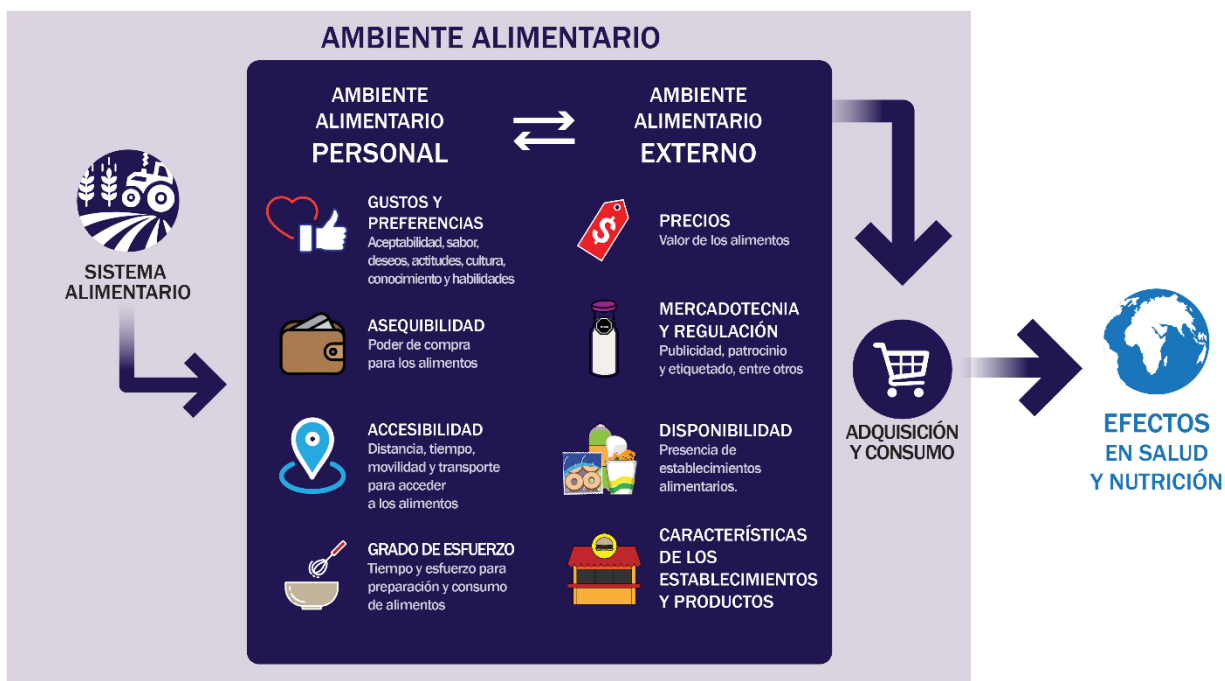 AMBIENTE ALIMENTARIO
AMBIENTE
ALIMENTARIO
PERSONAL
AMBIENTE
ALIMENTARIO
EXTERNO
SISTEMA
ALIMENTARIO
GUSTOS Y
PREFERENCIAS
Aceptabilidad, sabor,
deseos, actitudes, cultura,
conocimiento y habilidades
ASEQUIBILIDAD
Poder de compra
para los alimentos
ACCESIBILIDAD
Distancia, tiempo,
movilidad y transporte
para acceder
a los alimentos
GRADO DE ESFUERZO
Tiempo y esfuerzo para
preparación y consumo
de alimentos
$
PRECIOS
Valor de los alimentos
MERCADOTECNIA
Y REGULACIÓN
Publicidad, patrocinio
y etiquetado, entre otros
DISPONIBILIDAD
Presencia de
establecimientos
alimentarios.
CARACTERÍSTICAS
DE LOS
ESTABLECIMIENTOS
Y PRODUCTOS
ADQUISICIÓN
Y CONSUMO
EFECTOS
EN SALUD
Y NUTRICIÓN